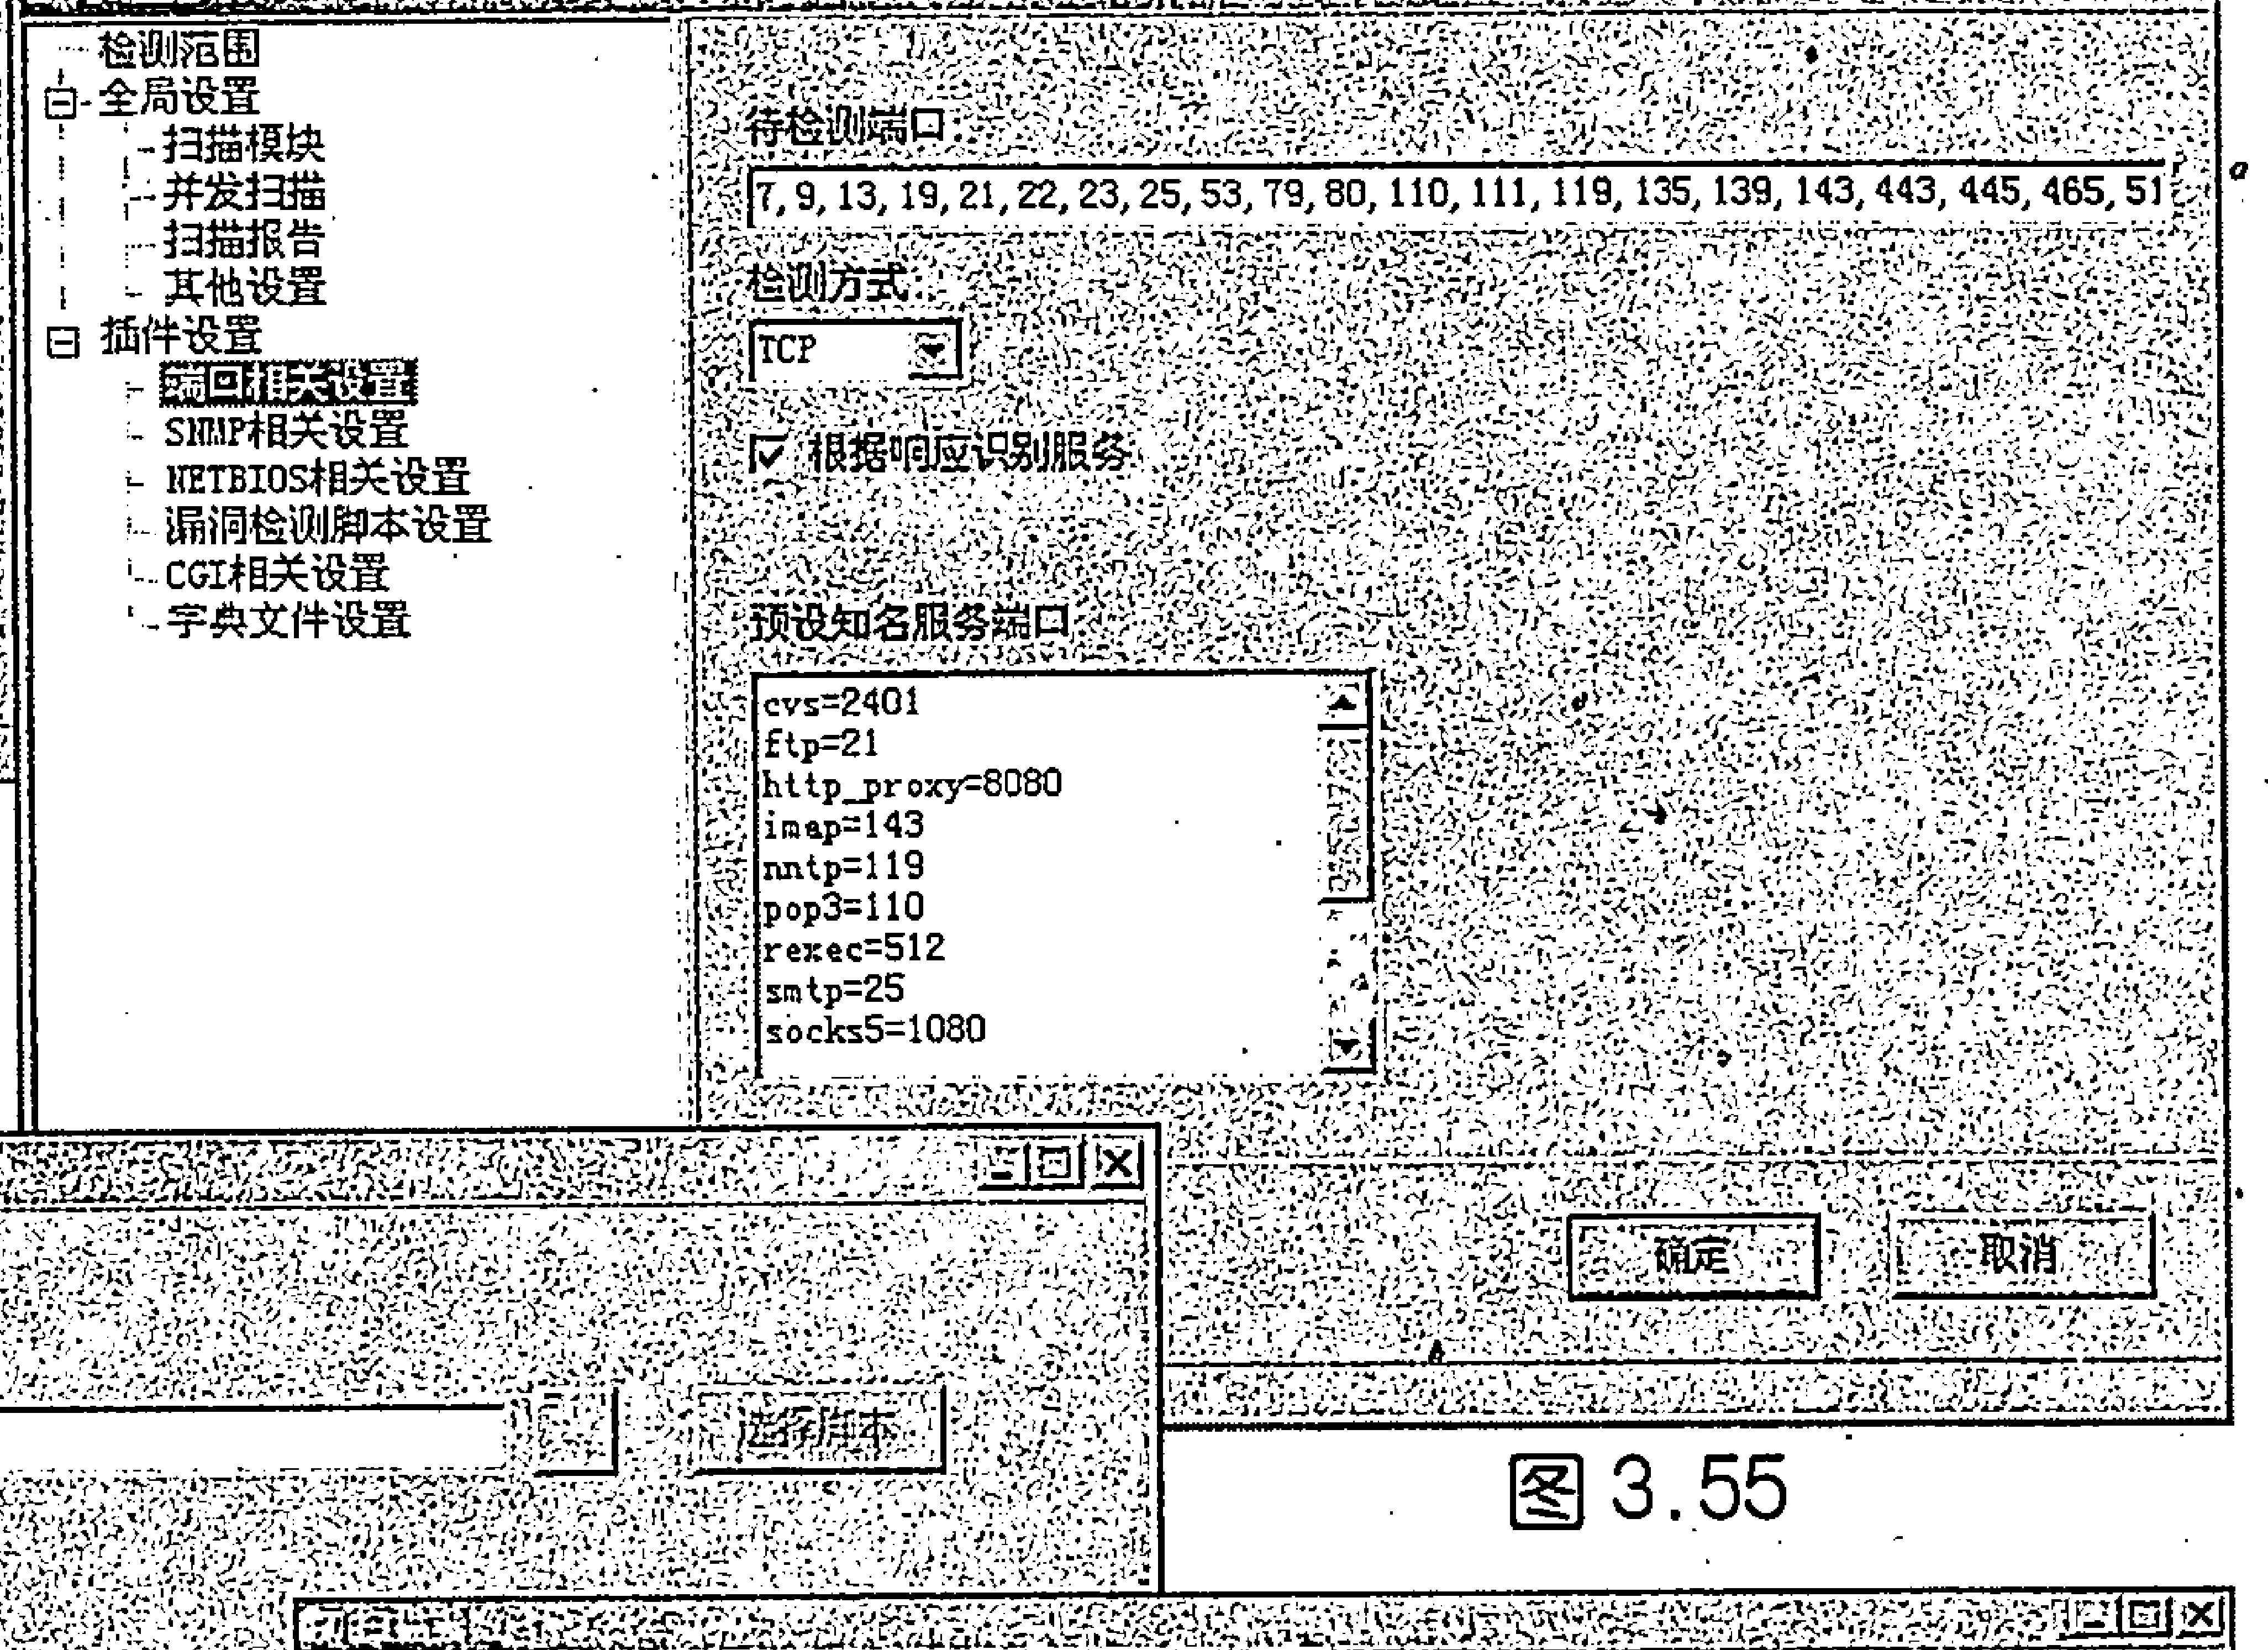 检测范围
全局设置
扫描模块
并发扫描
扫描报告
其他设置
插件设置
端口相关设置
SNMP相关设置
NETBIOS相关设置
漏洞检测脚本设置
CGI相关设置
字典文件设置
待检测端口:
7, 9, 13, 19, 21, 22, 23, 25, 53, 79, 80, 110, 111, 119, 135, 139, 143, 443, 445, 465, 51
检测方式:
TCP
根据响应识别服务
预设知名服务端口
cvs=2401
ftp=21
http_proxy=8080
imap=143
nntp=119
pop3=110
rexec=512
smtp=25
socks5=1080
确定
取消
选择脚本
图 3.55